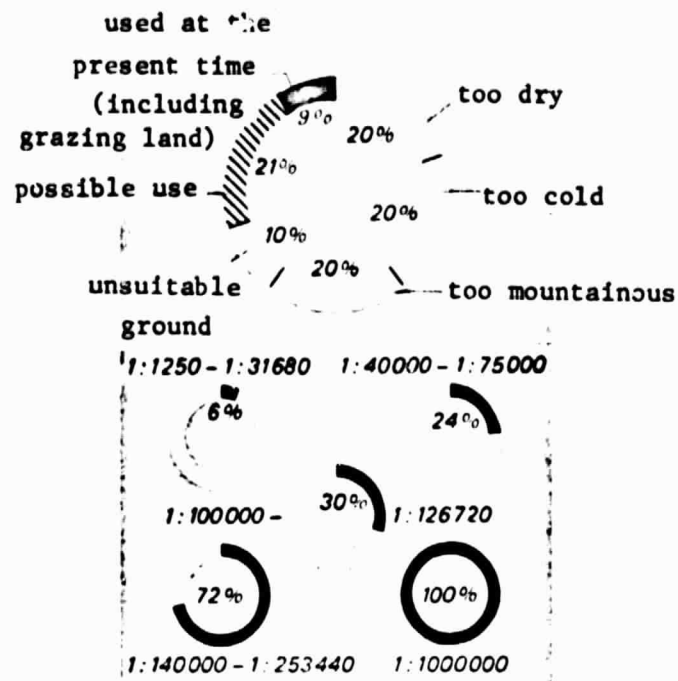 used at the
present time
(including
grazing land)
too dry
9%
20%
21%
possible use
too cold
20%
10%
20%
unsuitable
ground
too mountainous
1:1250 - 1:31680 1:40000 - 1:75000
6%
24%
30%
1:100000 - 1:126720
72%
100%
1:140000 - 1:253440 1:1000000